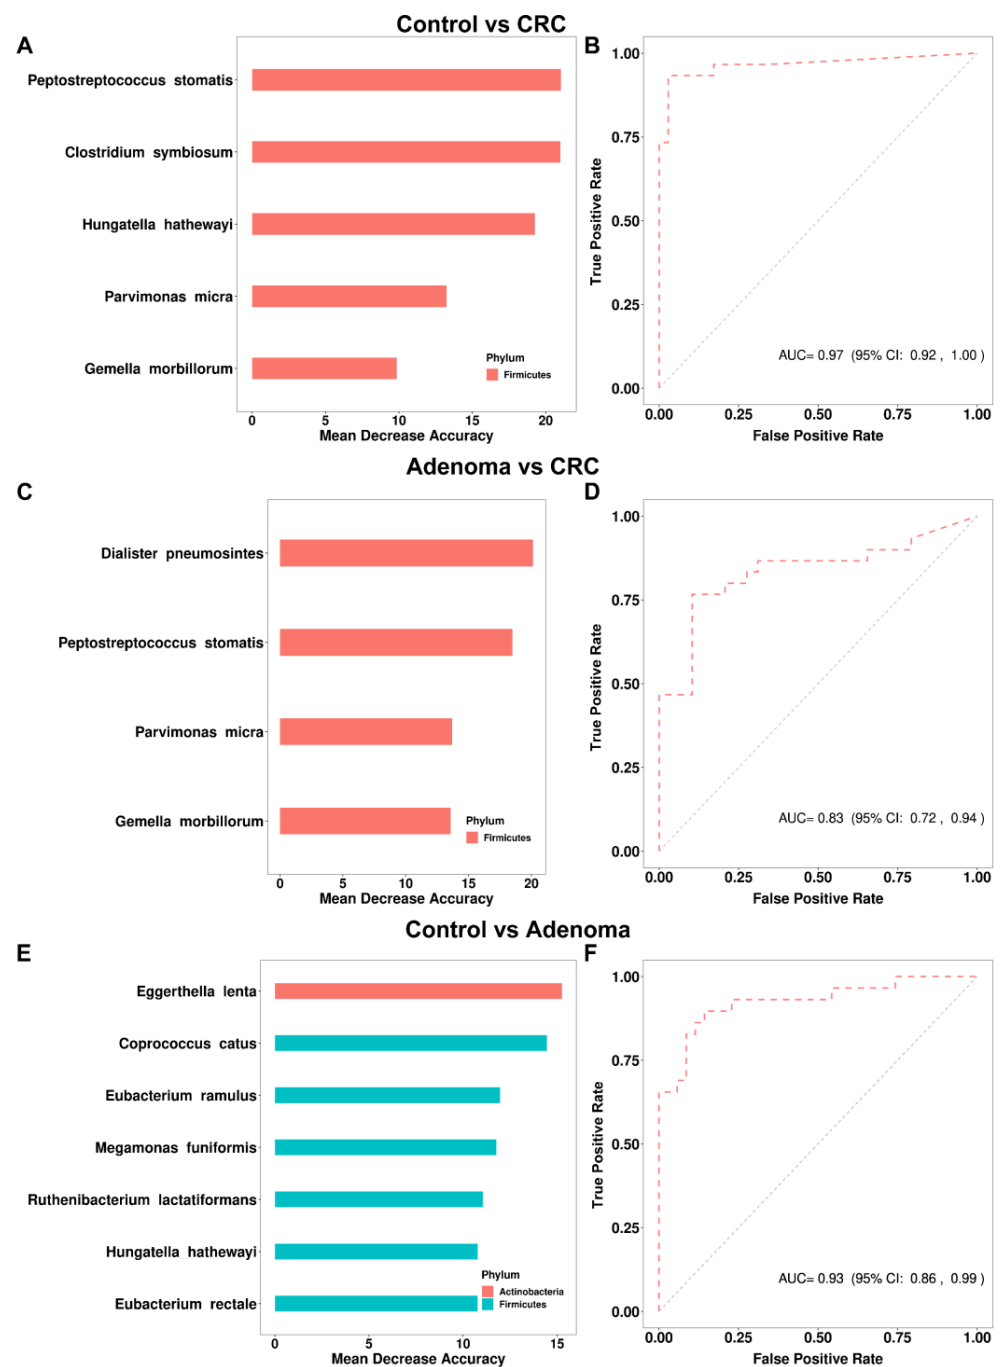 Control vs CRC
A
Peptostreptococcus stomatis
Clostridium symbiosum
Hungatella hathewayi
Parvimonas micra
Gemella morbillorum
Phylum
Firmicutes
0 5 10 15 20
Mean Decrease Accuracy
B
1.00
0.75
0.50
0.25
0.00
True Positive Rate
AUC= 0.97 (95% CI: 0.92 , 1.00 )
0.00 0.25 0.50 0.75 1.00
False Positive Rate
Adenoma vs CRC
C
Dialister pneumosintes
Peptostreptococcus stomatis
Parvimonas micra
Gemella morbillorum
Phylum
Firmicutes
0 5 10 15 20
Mean Decrease Accuracy
D
1.00
0.75
0.50
0.25
0.00
True Positive Rate
AUC= 0.83 (95% CI: 0.72 , 0.94 )
0.00 0.25 0.50 0.75 1.00
False Positive Rate
Control vs Adenoma
E
Eggerthella lenta
Coprococcus catus
Eubacterium ramulus
Megamonas funiformis
Ruthenibacterium lactatiformans
Hungatella hathewayi
Eubacterium rectale
Phylum
Actinobacteria
Firmicutes
0 5 10 15
Mean Decrease Accuracy
F
1.00
0.75
0.50
0.25
0.00
True Positive Rate
AUC= 0.93 (95% CI: 0.86 , 0.99 )
0.00 0.25 0.50 0.75 1.00
False Positive Rate